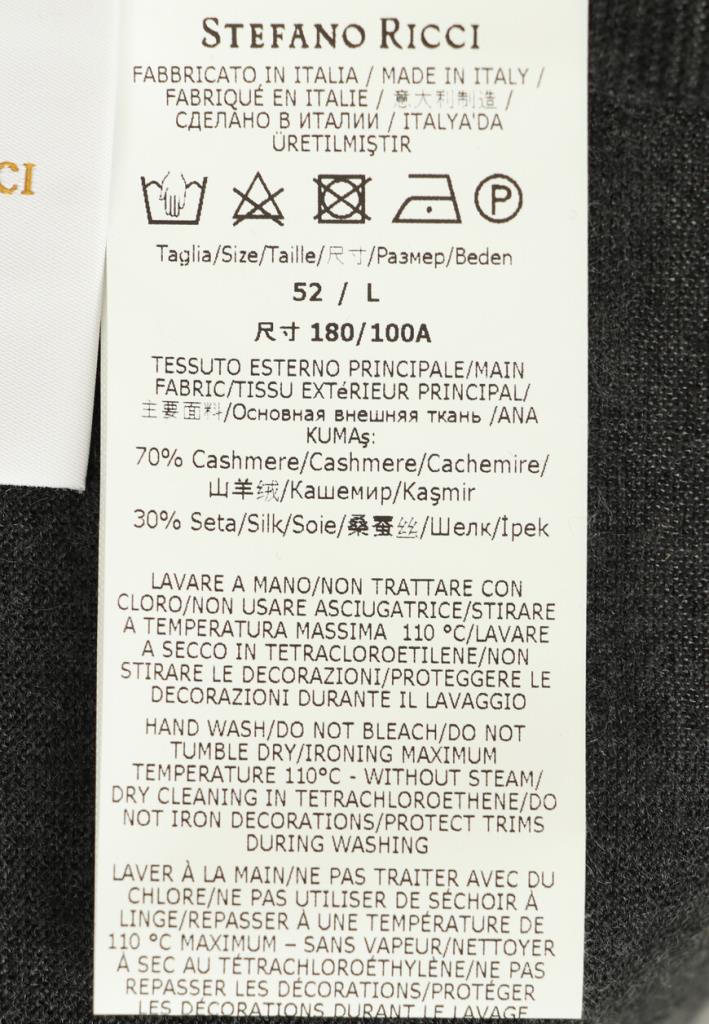 STEFANO RICCI
FABBRICATO IN ITALIA / MADE IN ITALY /
FABRIQUÉ EN ITALIE / 意大利制造 /
СДЕЛАНО В ИТАЛИИ / ITALYA'DA
ÜRETILMIŞTIR
CI
P
Taglia/Size/Taille/尺寸/Размер/Beden
52 / L
尺寸 180/100A
TESSUTO ESTERNO PRINCIPALE/MAIN
FABRIC/TISSU EXTéRIEUR PRINCIPAL/
主要面料/Основная внешняя ткань /ANA
KUMAş:
70% Cashmere/Cashmere/Cachemire/
山羊绒/Кашемир/Kaşmir
30% Seta/Silk/Soie/桑蚕丝/Шелк/İpek
LAVARE A MANO/NON TRATTARE CON
CLORO/NON USARE ASCIUGATRICE/STIRARE
A TEMPERATURA MASSIMA 110 °C/LAVARE
A SECCO IN TETRACLOROETILENE/NON
STIRARE LE DECORAZIONI/PROTEGGERE LE
DECORAZIONI DURANTE IL LAVAGGIO
HAND WASH/DO NOT BLEACH/DO NOT
TUMBLE DRY/IRONING MAXIMUM
TEMPERATURE 110°C - WITHOUT STEAM/
DRY CLEANING IN TETRACHLOROETHENE/DO
NOT IRON DECORATIONS/PROTECT TRIMS
DURING WASHING
LAVER À LA MAIN/NE PAS TRAITER AVEC DU
CHLORE/NE PAS UTILISER DE SÉCHOIR À
LINGE/REPASSER À UNE TEMPÉRATURE DE
110 °C MAXIMUM – SANS VAPEUR/NETTOYER
À SEC AU TÉTRACHLOROÉTHYLÈNE/NE PAS
REPASSER LES DÉCORATIONS/PROTÉGER
LES DÉCORATIONS DURANT LE LAVAGE